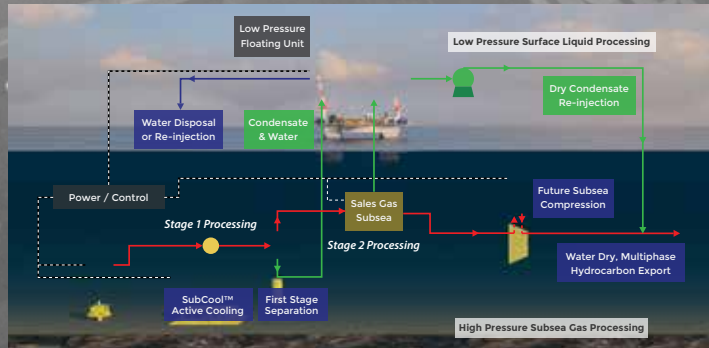 Low Pressure
Floating Unit
Low Pressure Surface Liquid Processing
Water Disposal
or Re-injection
Condensate
& Water
Dry Condensate
Re-injection
Power / Control
Stage 1 Processing
Sales Gas
Subsea
Stage 2 Processing
Future Subsea
Compression
Water Dry, Multiphase
Hydrocarbon Export
SubCool™
Active Cooling
First Stage
Separation
High Pressure Subsea Gas Processing